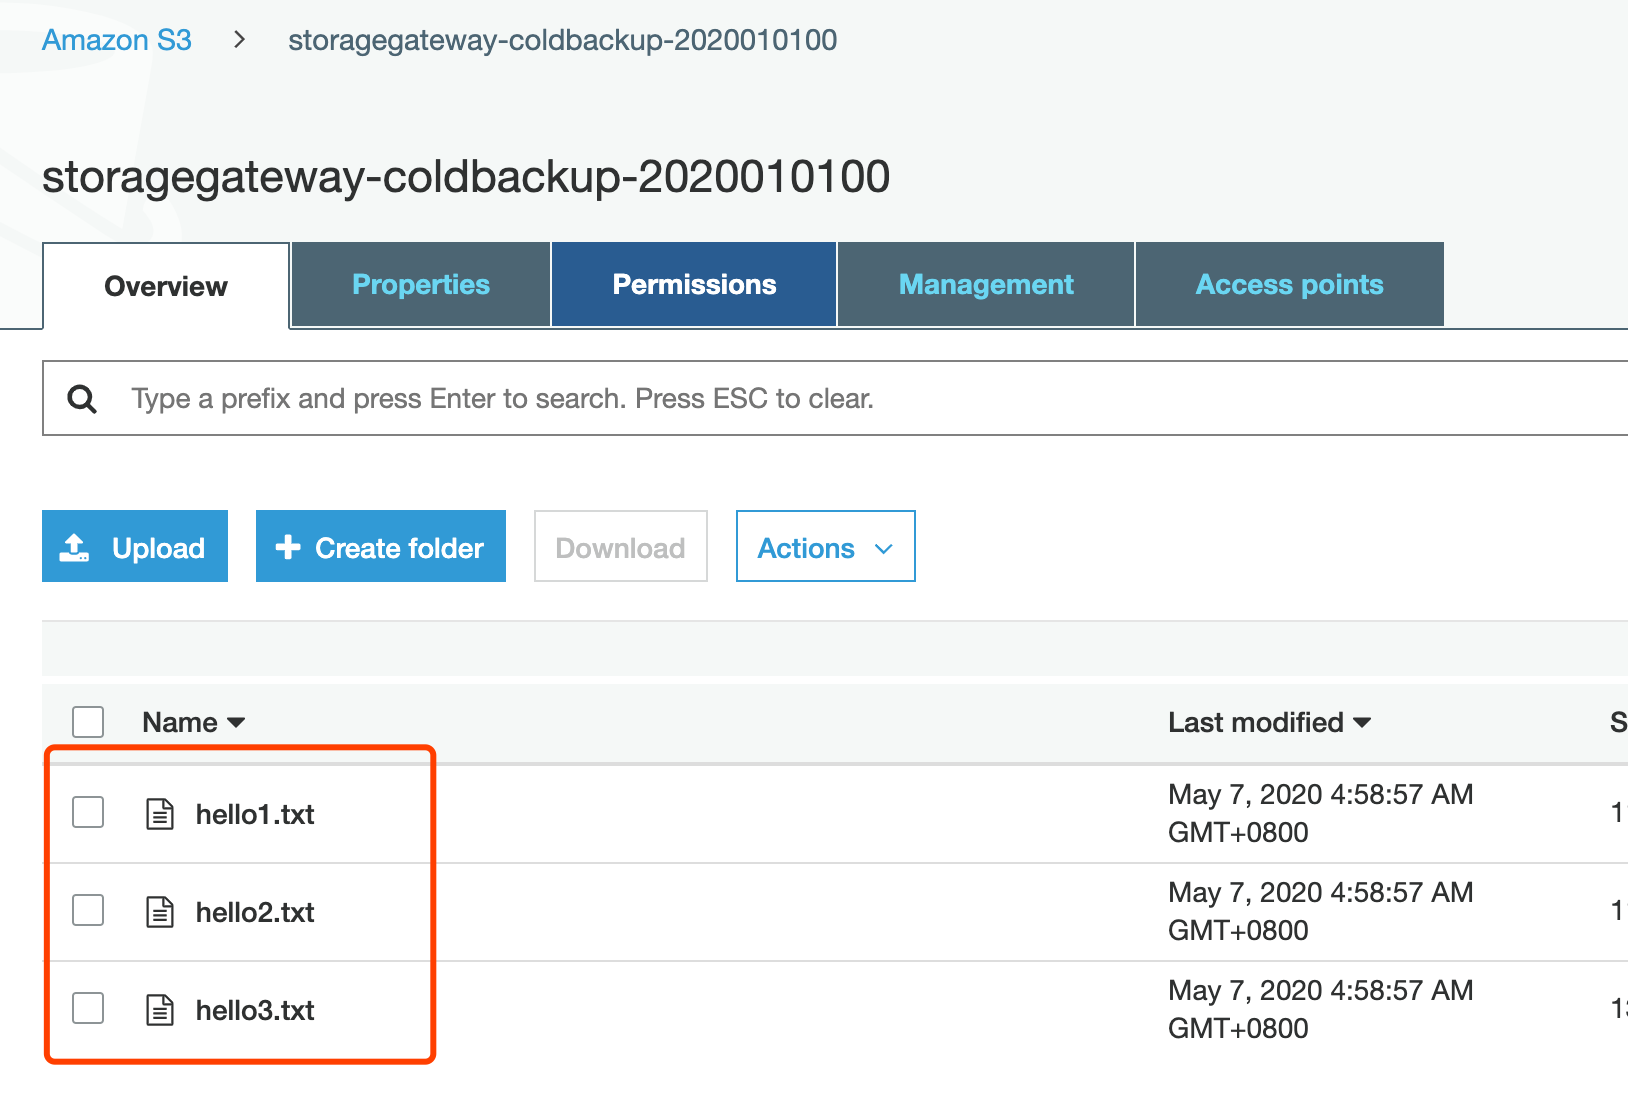 Amazon S3 > storagegateway-coldbackup-2020010100
storagegateway-coldbackup-2020010100
Overview Properties Permissions Management Access points
Type a prefix and press Enter to search. Press ESC to clear.
Upload Create folder Download Actions
Name Last modified
hello1.txt May 7, 2020 4:58:57 AM
GMT+0800
hello2.txt May 7, 2020 4:58:57 AM
GMT+0800
hello3.txt May 7, 2020 4:58:57 AM
GMT+0800